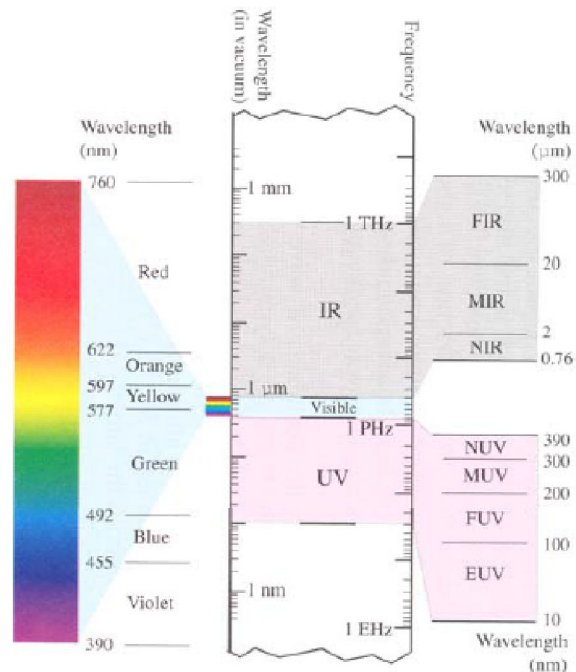 Wavelength
(in vacuum)
Frequency
Wavelength
(nm)
760
Red
622
Orange
597
Yellow
577
Green
492
Blue
455
Violet
390
1 mm
1 THz
IR
1 μm
Visible
1 PHz
UV
1 nm
1 EHz
Wavelength
(μm)
300
FIR
20
MIR
2
NIR
0.76
390
NUV
300
MUV
200
FUV
100
EUV
10
Wavelength
(nm)